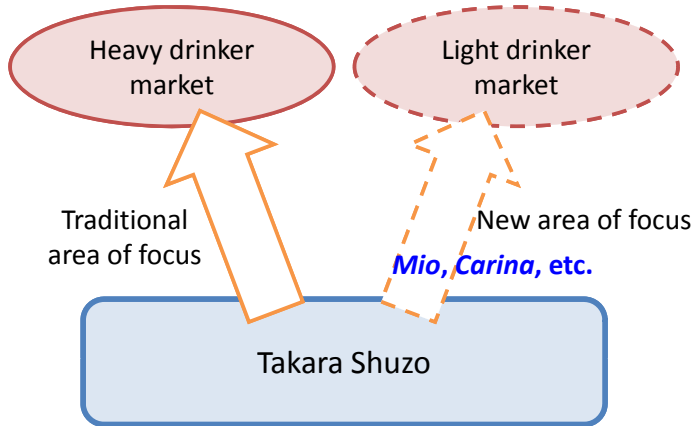 Heavy drinker
market
Light drinker
market
Traditional
area of focus
New area of focus
Mio, Carina, etc.
Takara Shuzo